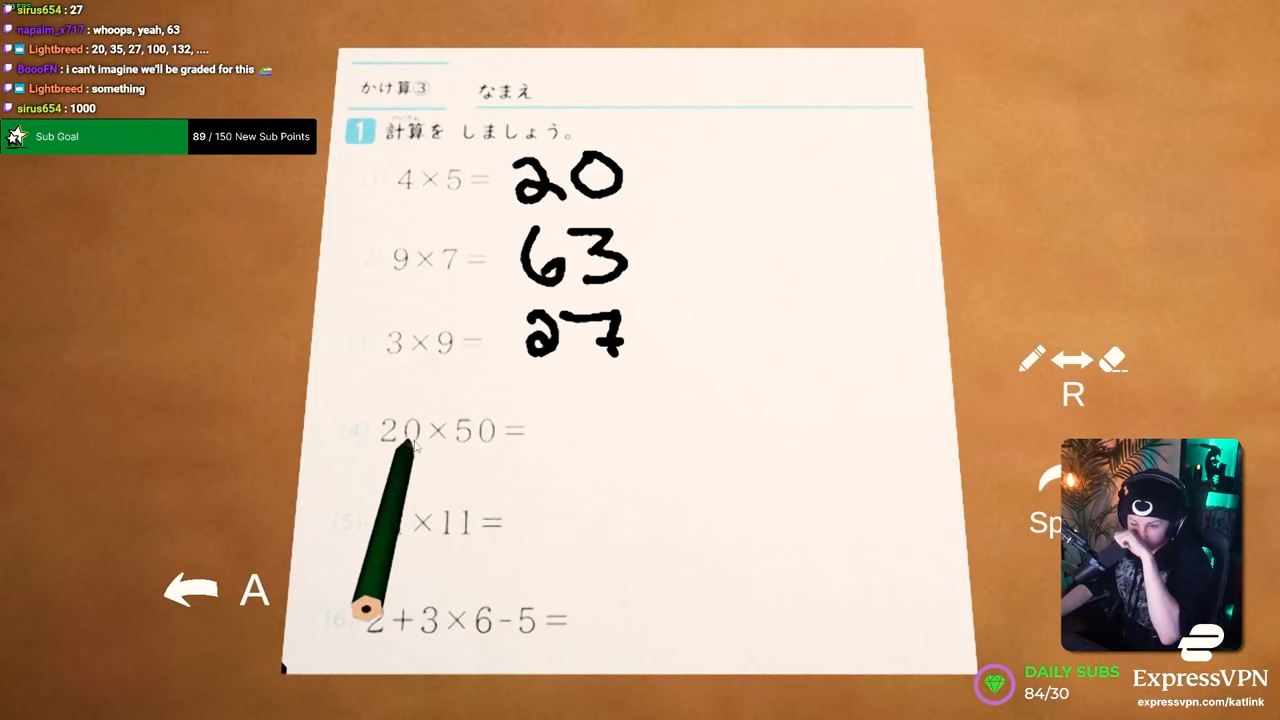 sirus654 : 27
napalm_x717 : whoops, yeah, 63
Lightbreed : 20, 35, 27, 100, 132, ....
BoooFN : i can't imagine we'll be graded for this
Lightbreed : something
sirus654 : 1000
Sub Goal 89 / 150 New Sub Points
かけ算③ なまえ
1 計算を しましょう。
4×5= 20
9×7= 63
3×9= 27
(4) 20×50=
(5) ×11=
(6) 2+3×6-5=
R
A
DAILY SUBS
84/30
ExpressVPN
expressvpn.com/katlink